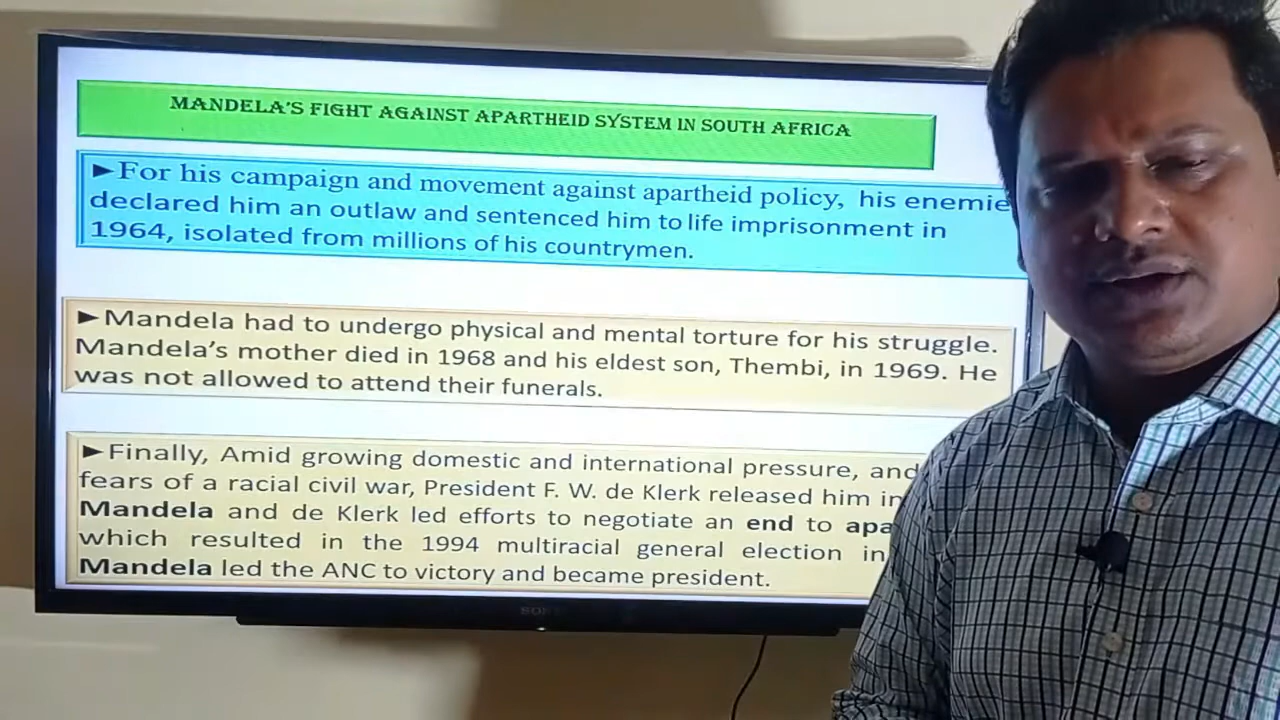 MANDELA'S FIGHT AGAINST APARTHEID SYSTEM IN SOUTH AFRICA
►For his campaign and movement against apartheid policy, his enemie
declared him an outlaw and sentenced him to life imprisonment in
1964, isolated from millions of his countrymen.
►Mandela had to undergo physical and mental torture for his struggle.
Mandela's mother died in 1968 and his eldest son, Thembi, in 1969. He
was not allowed to attend their funerals.
►Finally, Amid growing domestic and international pressure, and
fears of a racial civil war, President F. W. de Klerk released him in
Mandela and de Klerk led efforts to negotiate an end to apa
which resulted in the 1994 multiracial general election in
Mandela led the ANC to victory and became president.
SONY